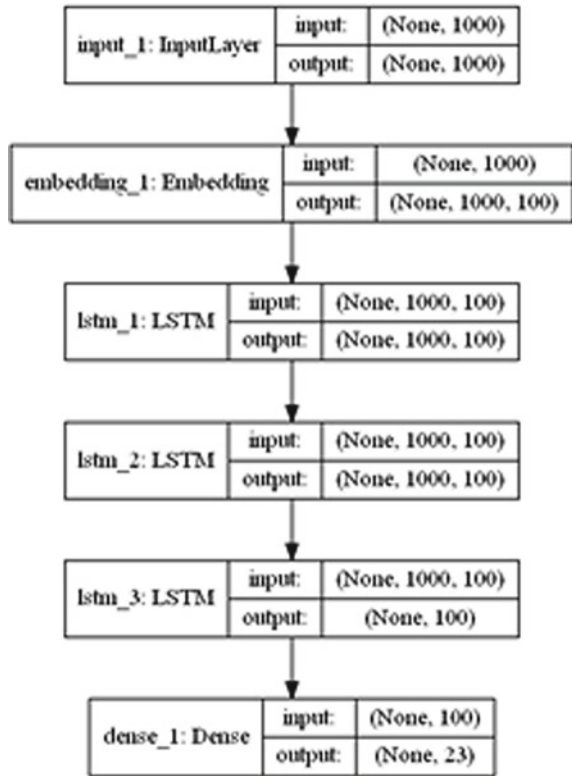 input_1: InputLayer
input: (None, 1000)
output: (None, 1000)
embedding_1: Embedding
input: (None, 1000)
output: (None, 1000, 100)
lstm_1: LSTM
input: (None, 1000, 100)
output: (None, 1000, 100)
lstm_2: LSTM
input: (None, 1000, 100)
output: (None, 1000, 100)
lstm_3: LSTM
input: (None, 1000, 100)
output: (None, 100)
dense_1: Dense
input: (None, 100)
output: (None, 23)